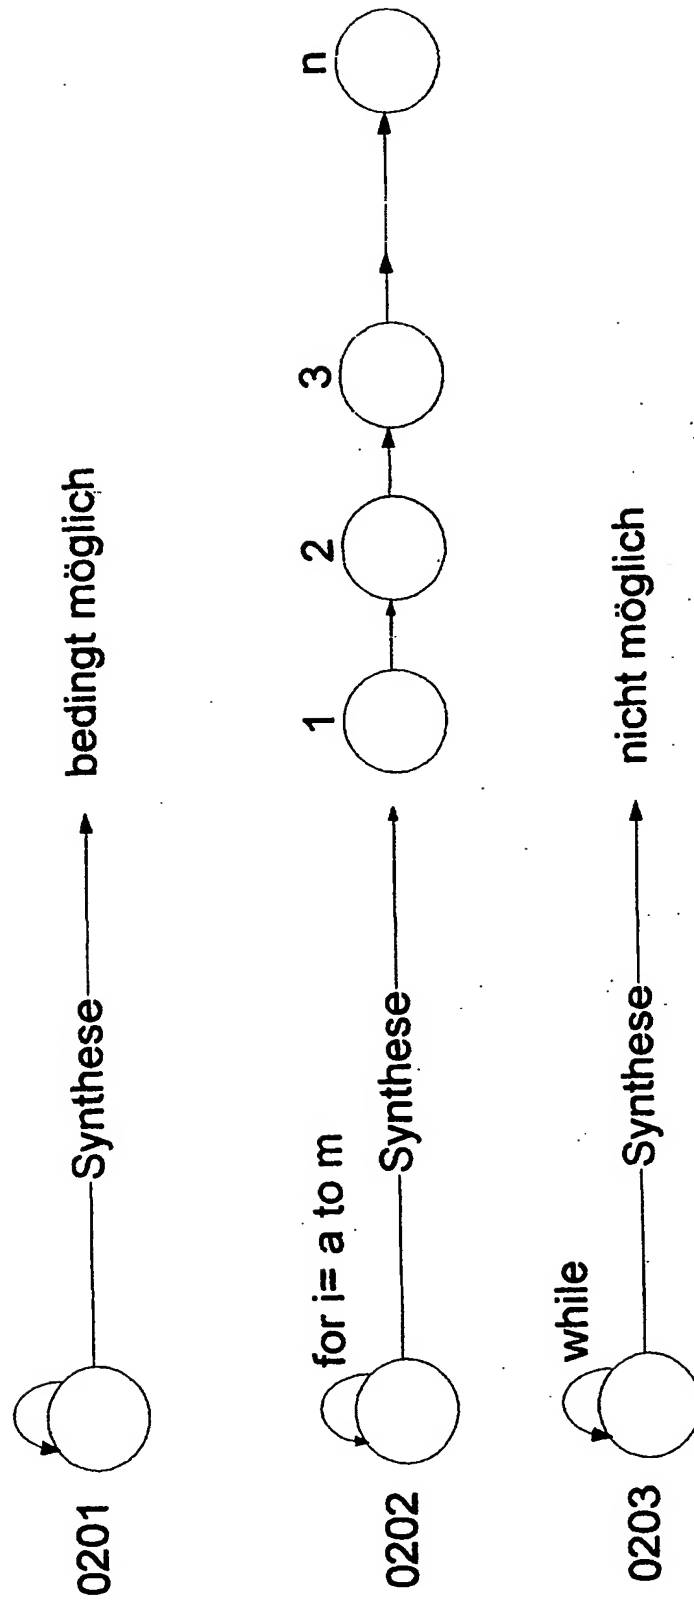 0201 Synthese bedingt möglich
for i= a to m
1 2 3 n
0202 Synthese
while
0203 Synthese nicht möglich